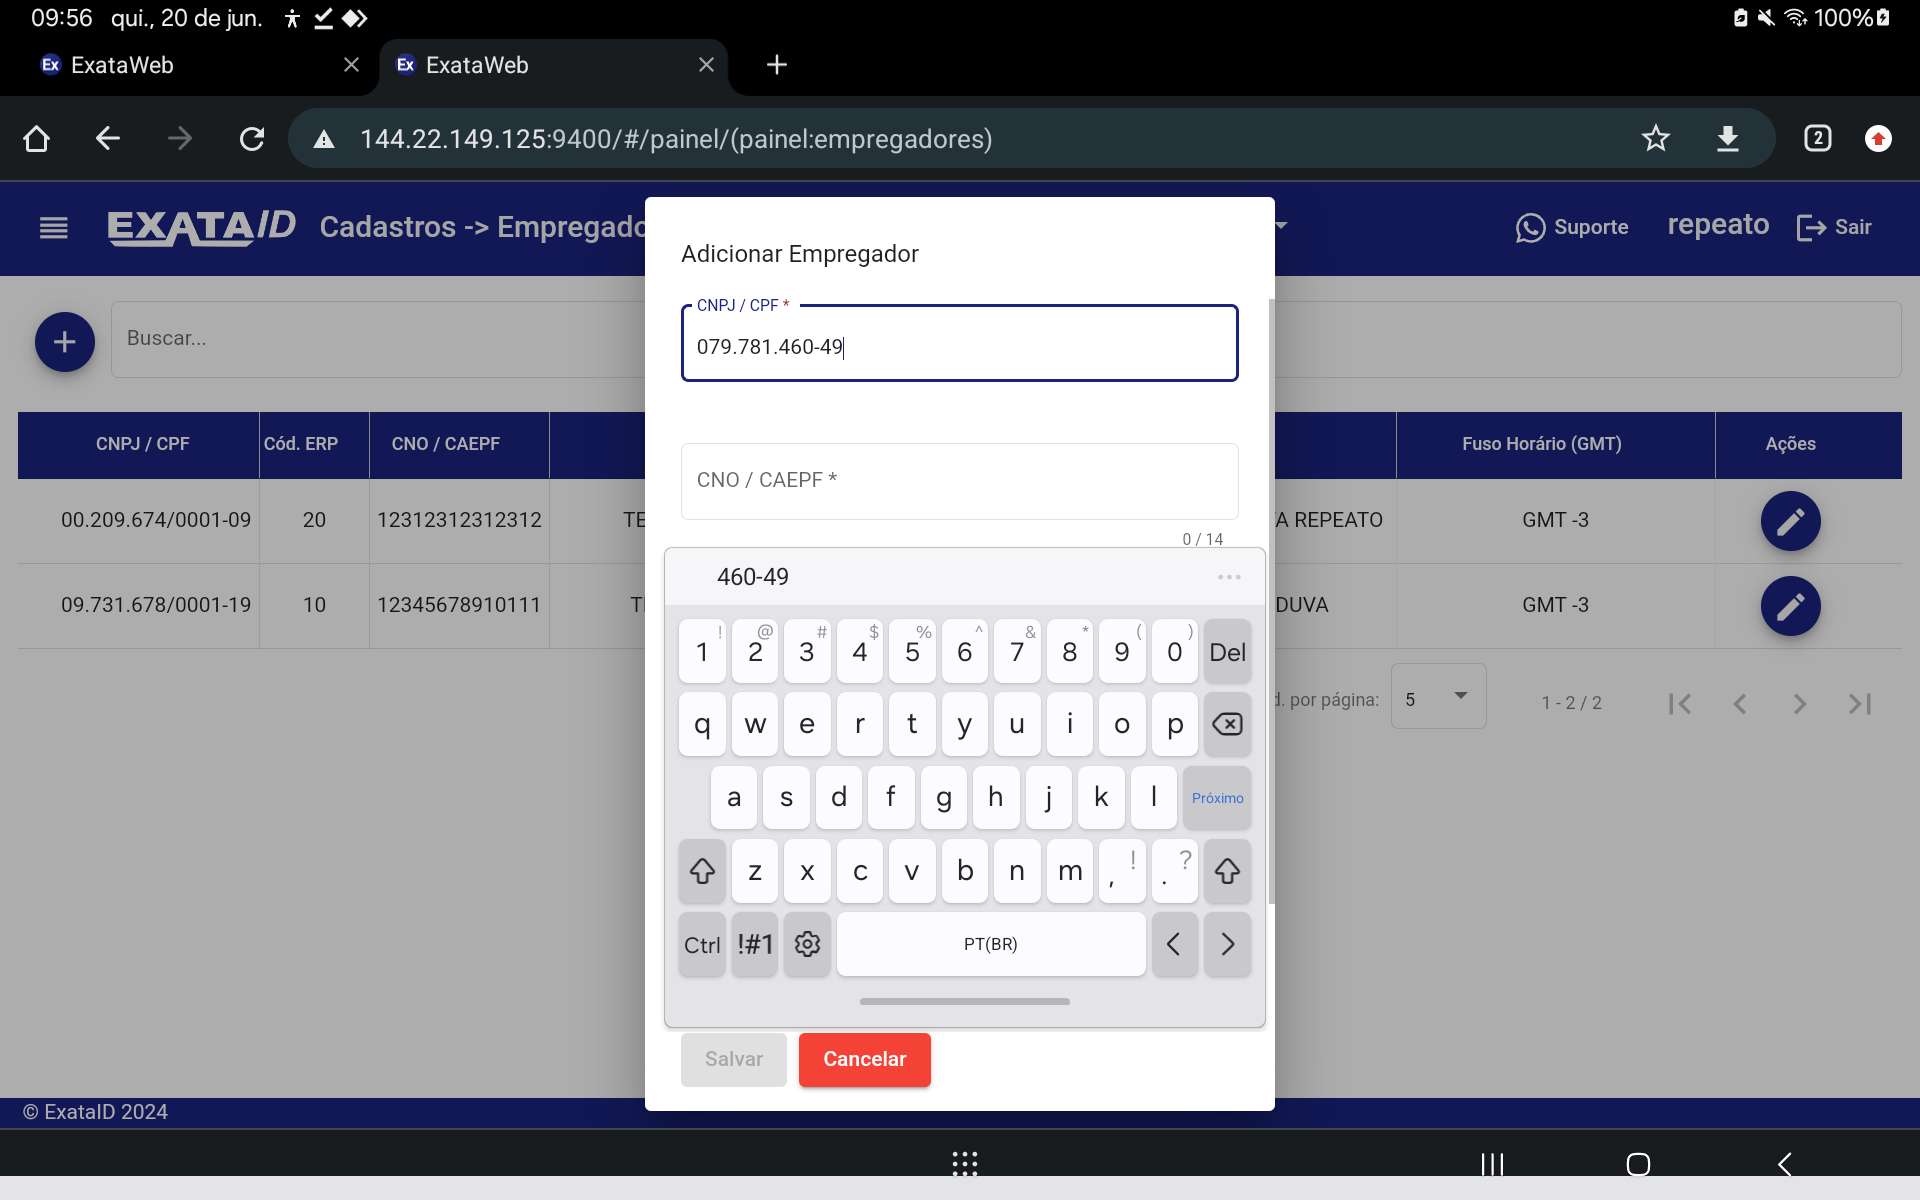 09:56 qui., 20 de jun. 100%
Ex ExataWeb Ex ExataWeb
144.22.149.125:9400/#/painel/(painel:empregadores) 2
EXATAID Cadastros -> Empregado Suporte repeato Sair
Adicionar Empregador
CNPJ / CPF *
079.781.460-49
Buscar...
CNPJ / CPF Cód. ERP CNO / CAEPF Fuso Horário (GMT) Ações
CNO / CAEPF *
0 / 14
00.209.674/0001-09 20 12312312312312 TE A REPEATO GMT -3
09.731.678/0001-19 10 12345678910111 T DUVA GMT -3
d. por página: 5 1 - 2 / 2
460-49
! @ # $ % ^ & * ( )
1 2 3 4 5 6 7 8 9 0 Del
q w e r t y u i o p
a s d f g h j k l Próximo
z x c v b n m , ! . ?
Ctrl !#1 PT(BR)
Salvar Cancelar
© ExataID 2024